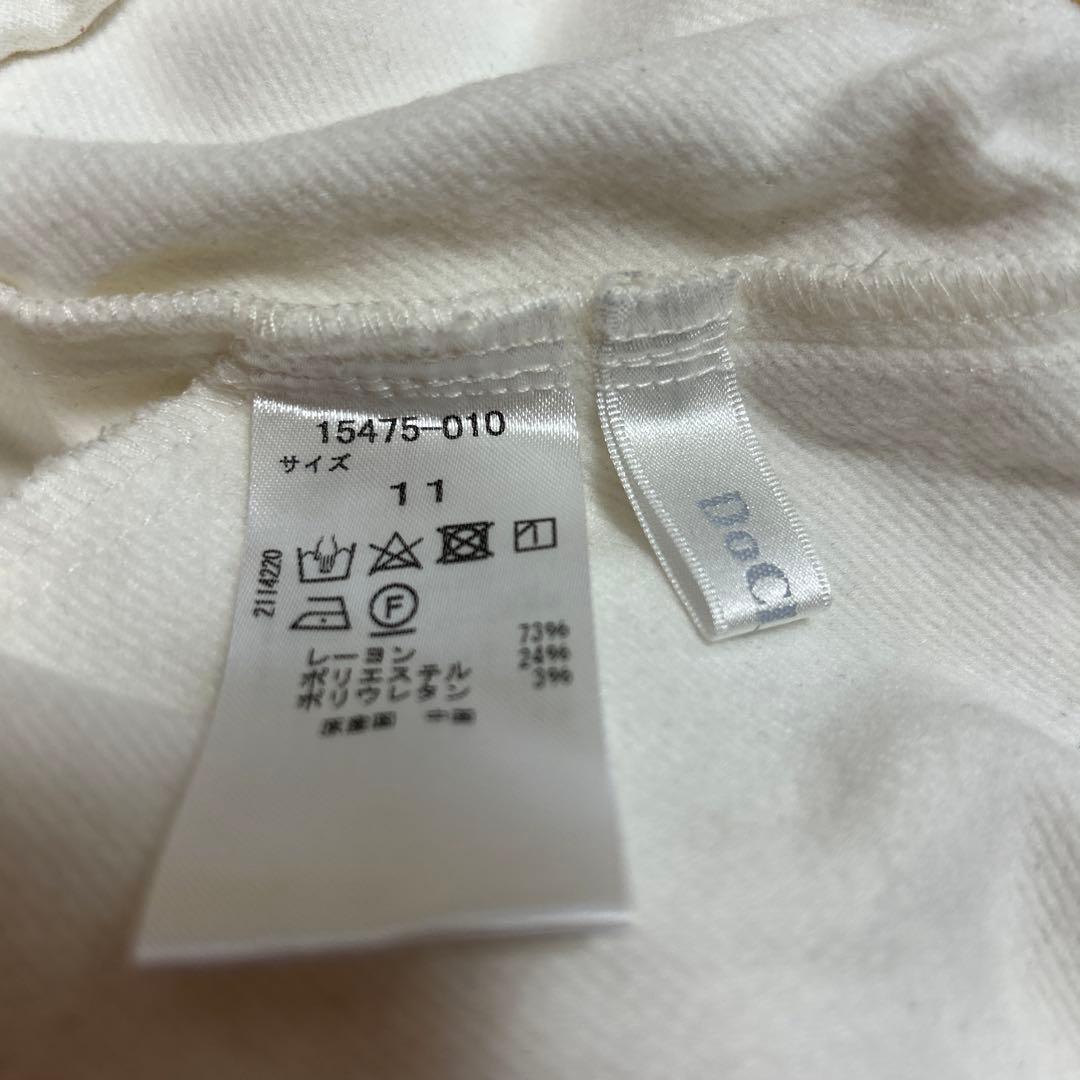 15475-010
サイズ
11
2114220
F
レーヨン 73%
ポリエステル 24%
ポリウレタン 3%
原産国 中国
DoCl